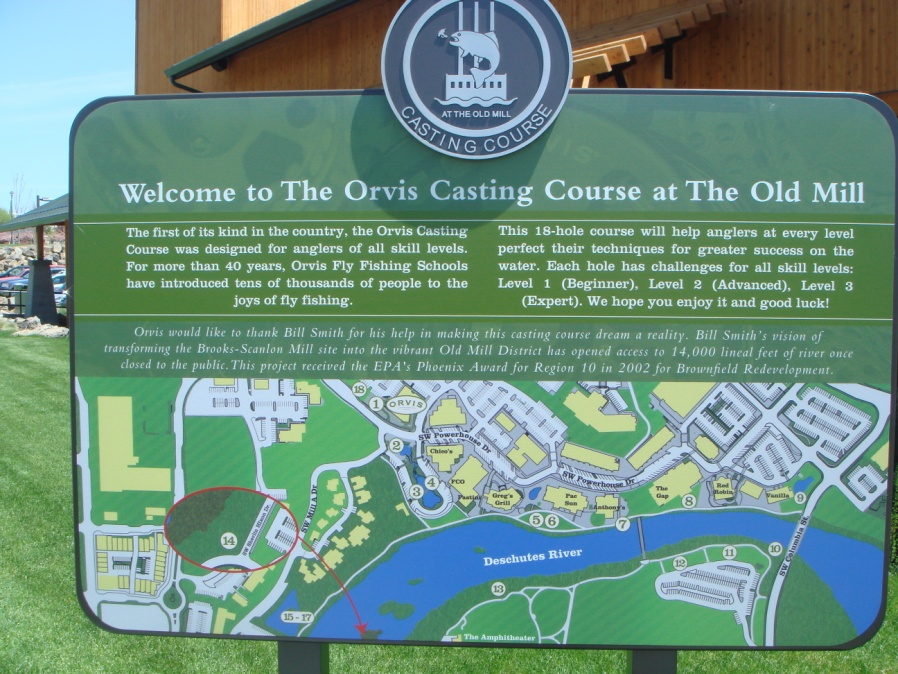 AT THE OLD MILL
CASTING COURSE
Welcome to The Orvis Casting Course at The Old Mill
The first of its kind in the country, the Orvis Casting
Course was designed for anglers of all skill levels.
For more than 40 years, Orvis Fly Fishing Schools
have introduced tens of thousands of people to the
joys of fly fishing.
This 18-hole course will help anglers at every level
perfect their techniques for greater success on the
water. Each hole has challenges for all skill levels:
Level 1 (Beginner), Level 2 (Advanced), Level 3
(Expert). We hope you enjoy it and good luck!
Orvis would like to thank Bill Smith for his help in making this casting course dream a reality. Bill Smith's vision of
transforming the Brooks-Scanlon Mill site into the vibrant Old Mill District has opened access to 14,000 lineal feet of river once
closed to the public. This project received the EPA's Phoenix Award for Region 10 in 2002 for Brownfield Redevelopment.
18
1
ORVIS
2
SW Powerhouse Dr
Chico's
SW Powerhouse Dr
3
4
FCO
Pastini
Greg's
Grill
Pac
Sun
Anthony's
The
Gap
8
Red
Robin
Vanilla
9
5
6
7
14
SW Mill Dr
Deschutes River
10
11
12
13
SW Columbia St
15 - 17
The Amphitheater